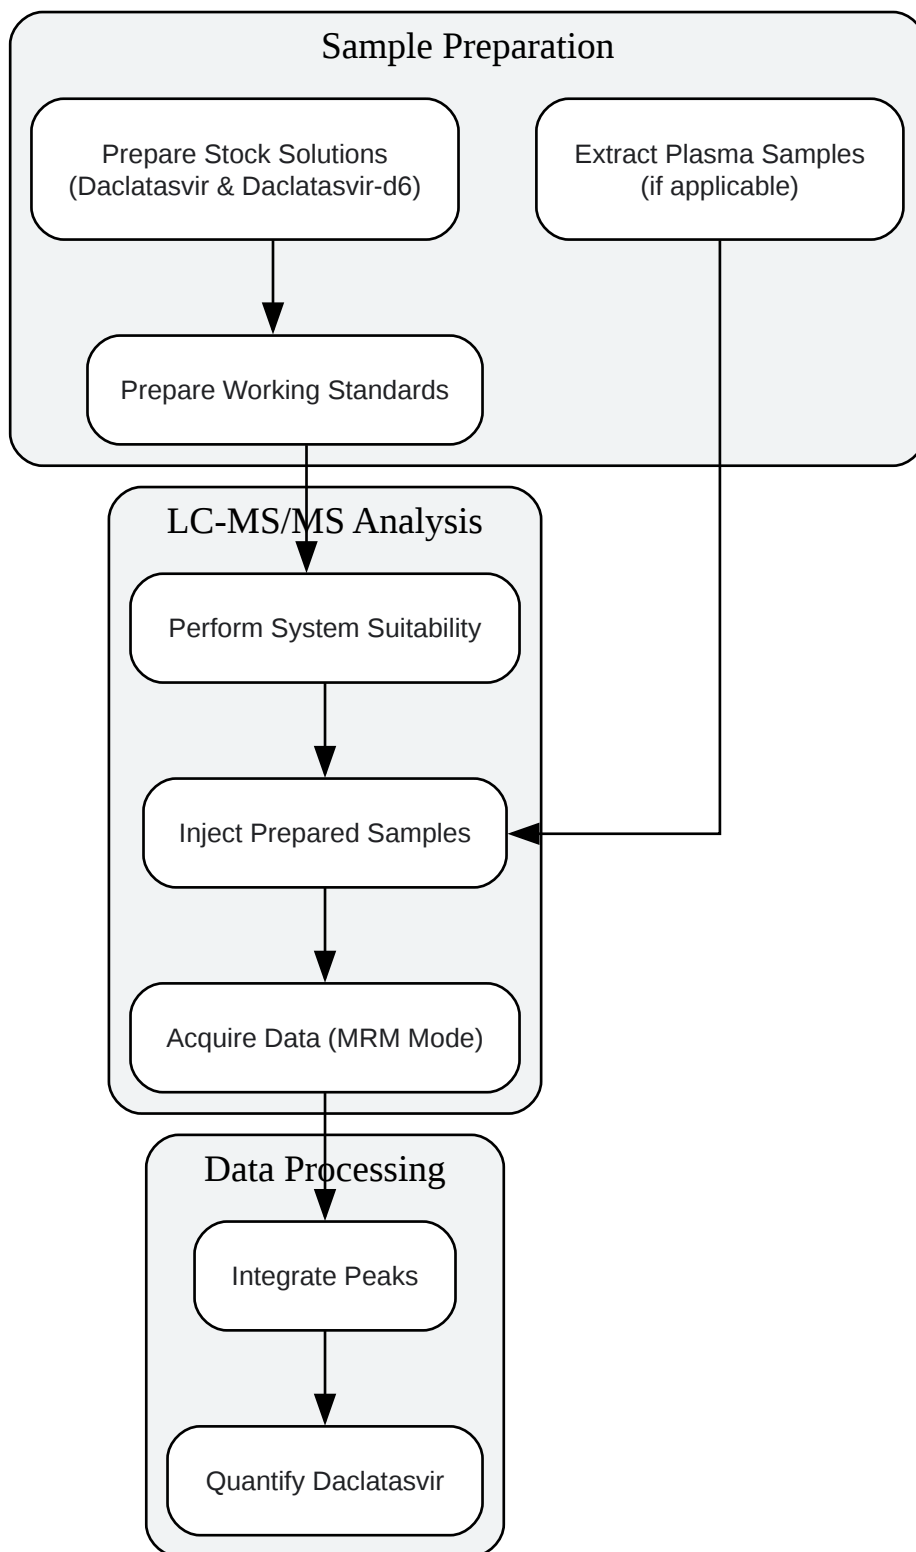 Sample Preparation
Prepare Stock Solutions
(Daclatasvir & Daclatasvir-d6)
Extract Plasma Samples
(if applicable)
Prepare Working Standards
LC-MS/MS Analysis
Perform System Suitability
Inject Prepared Samples
Acquire Data (MRM Mode)
Data Processing
Integrate Peaks
Quantify Daclatasvir